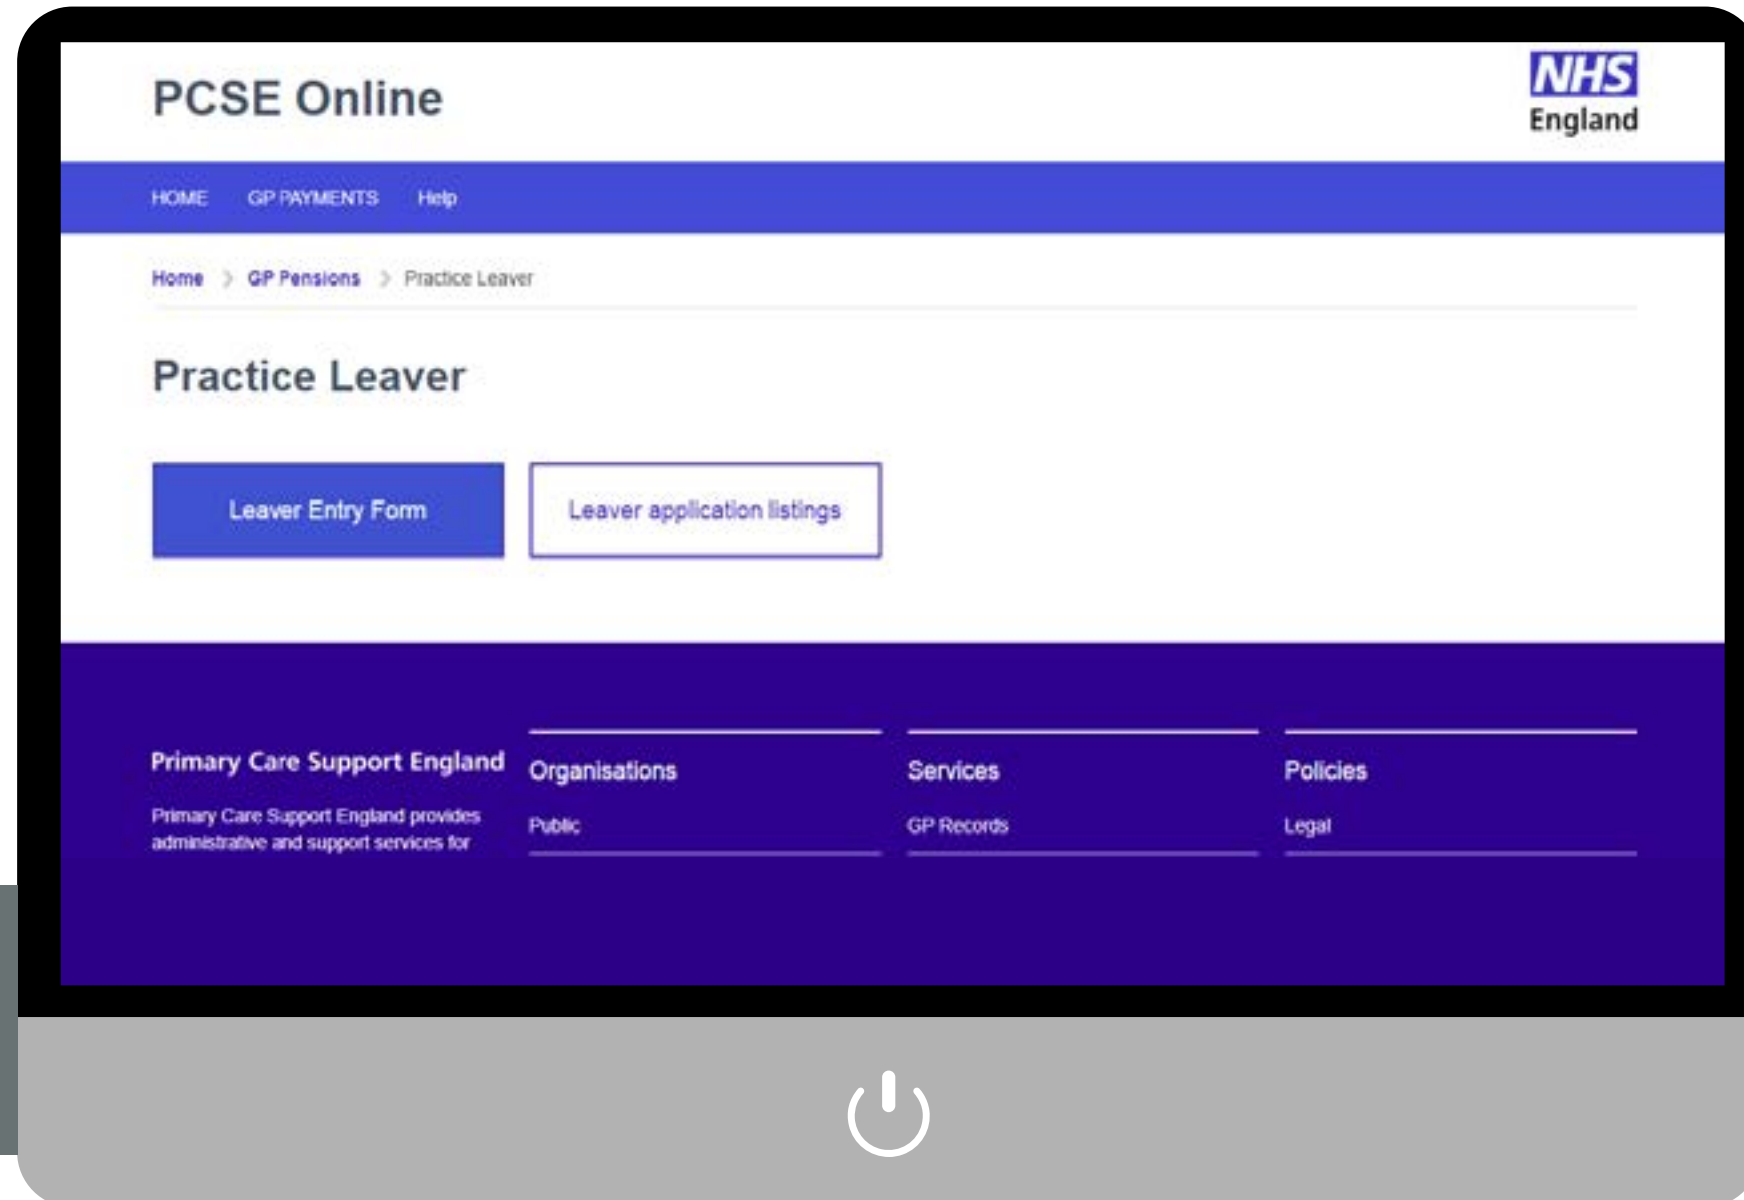 PCSE Online
NHS
England
HOME GP PAYMENTS Help
Home > GP Pensions > Practice Leaver
Practice Leaver
Leaver Entry Form
Leaver application listings
Primary Care Support England
Primary Care Support England provides
administrative and support services for
Organisations
Public
Services
GP Records
Policies
Legal